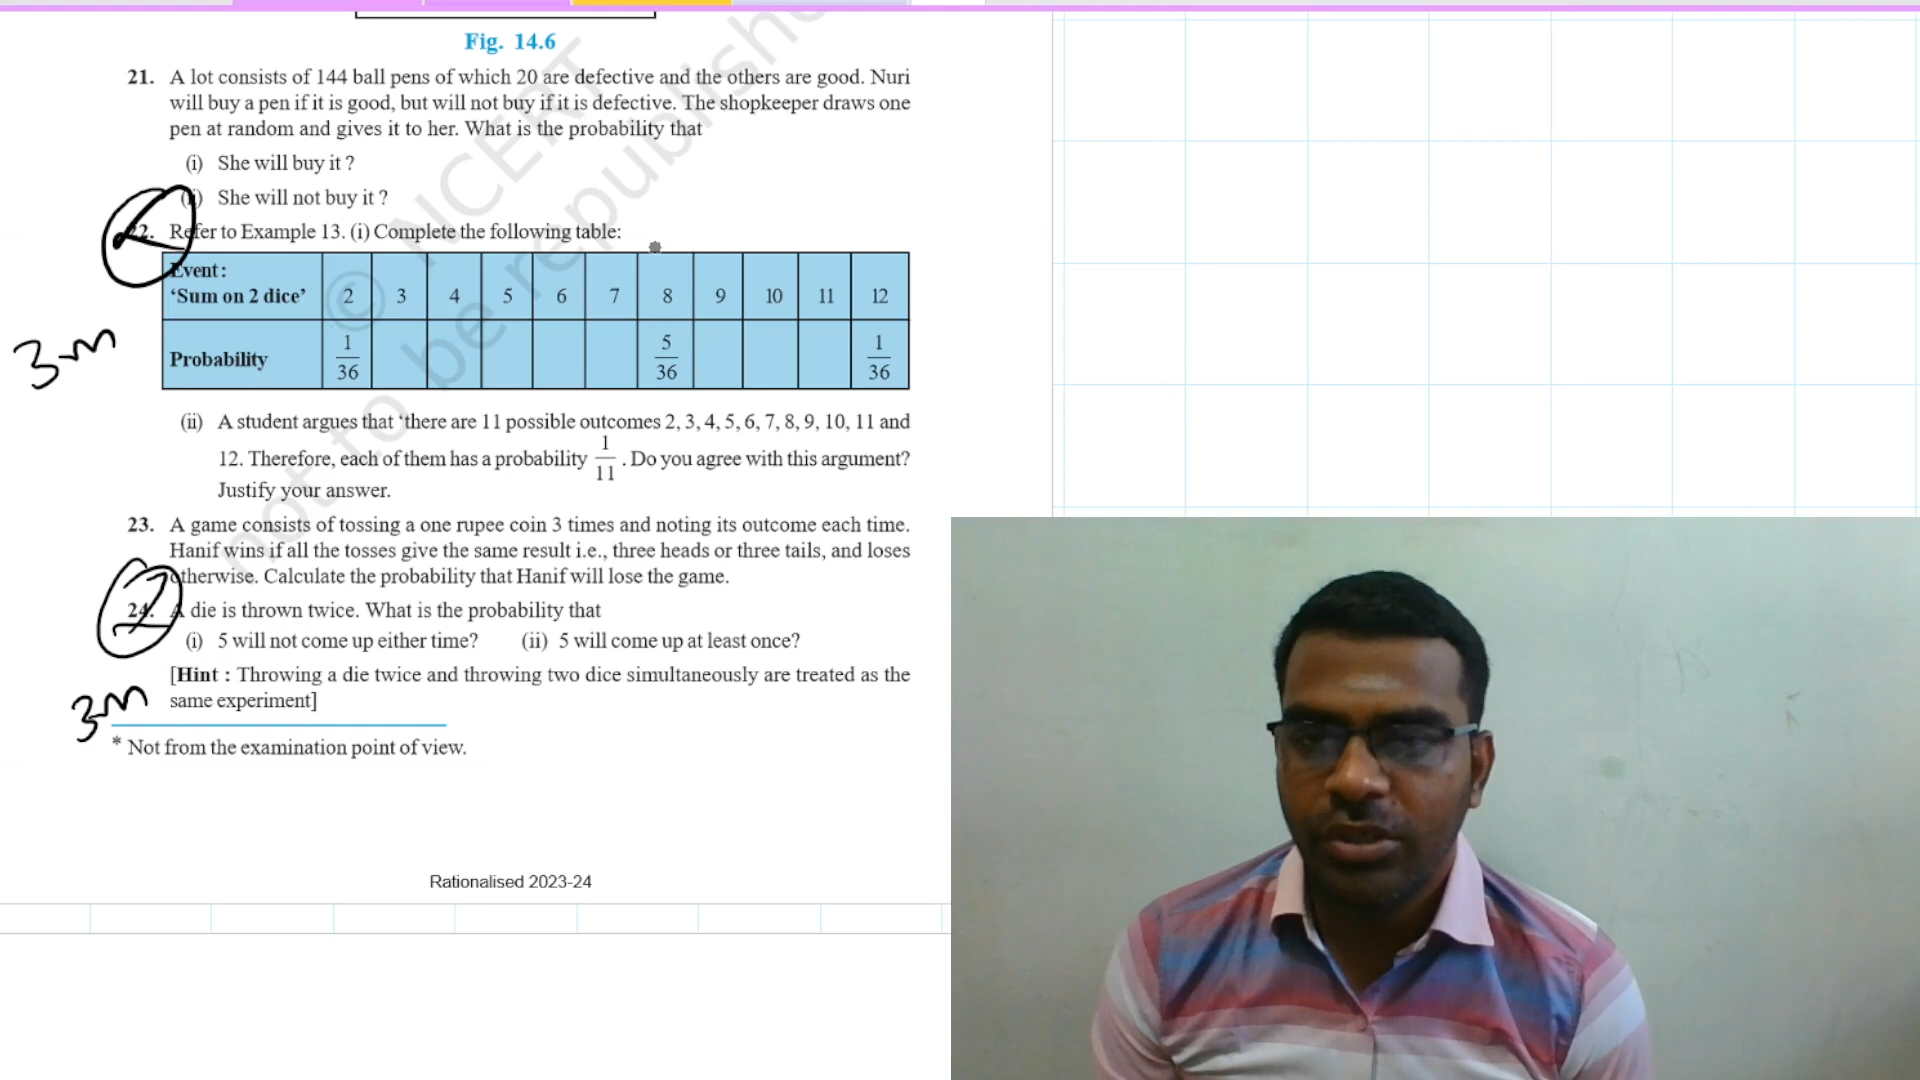 Fig. 14.6
21. A lot consists of 144 ball pens of which 20 are defective and the others are good. Nuri
will buy a pen if it is good, but will not buy if it is defective. The shopkeeper draws one
pen at random and gives it to her. What is the probability that
(i) She will buy it ?
She will not buy it ?
22. Refer to Example 13. (i) Complete the following table:
Event :
‘Sum on 2 dice’ 2 3 4 5 6 7 8 9 10 11 12
Probability 1/36 5/36 1/36
3m
(ii) A student argues that ‘there are 11 possible outcomes 2, 3, 4, 5, 6, 7, 8, 9, 10, 11 and
12. Therefore, each of them has a probability 1/11 . Do you agree with this argument?
Justify your answer.
23. A game consists of tossing a one rupee coin 3 times and noting its outcome each time.
Hanif wins if all the tosses give the same result i.e., three heads or three tails, and loses
otherwise. Calculate the probability that Hanif will lose the game.
24. A die is thrown twice. What is the probability that
(i) 5 will not come up either time? (ii) 5 will come up at least once?
[Hint : Throwing a die twice and throwing two dice simultaneously are treated as the
same experiment]
3m
* Not from the examination point of view.
Rationalised 2023-24
© NCERT
not to be republished